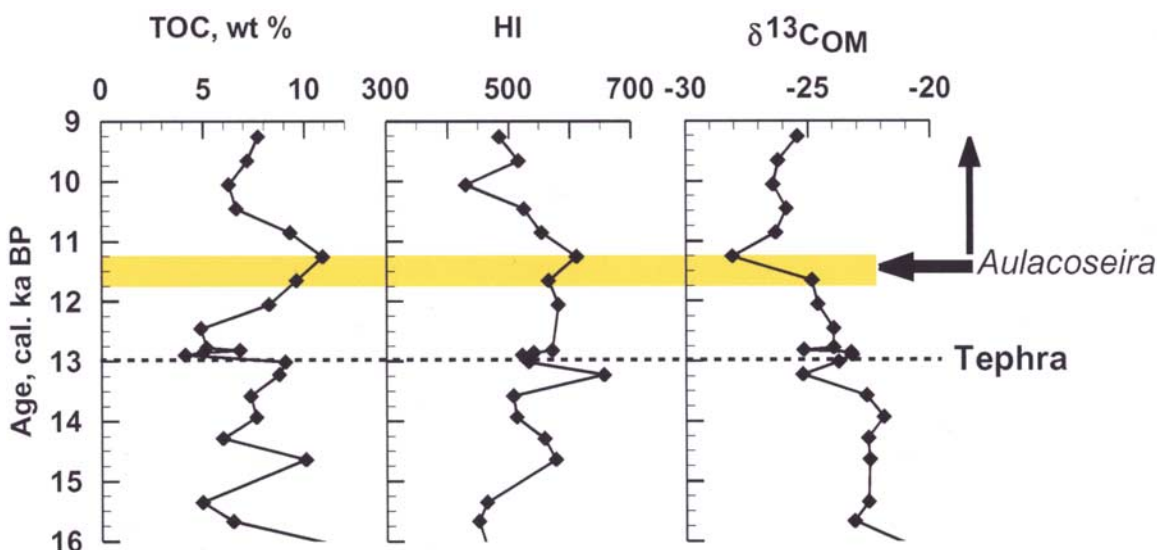 TOC, wt % HI δ13COM
0 5 10 300 500 700 -30 -25 -20
9
10
11
Aulacoseira
12
13
Tephra
14
15
16
Age, cal. ka BP